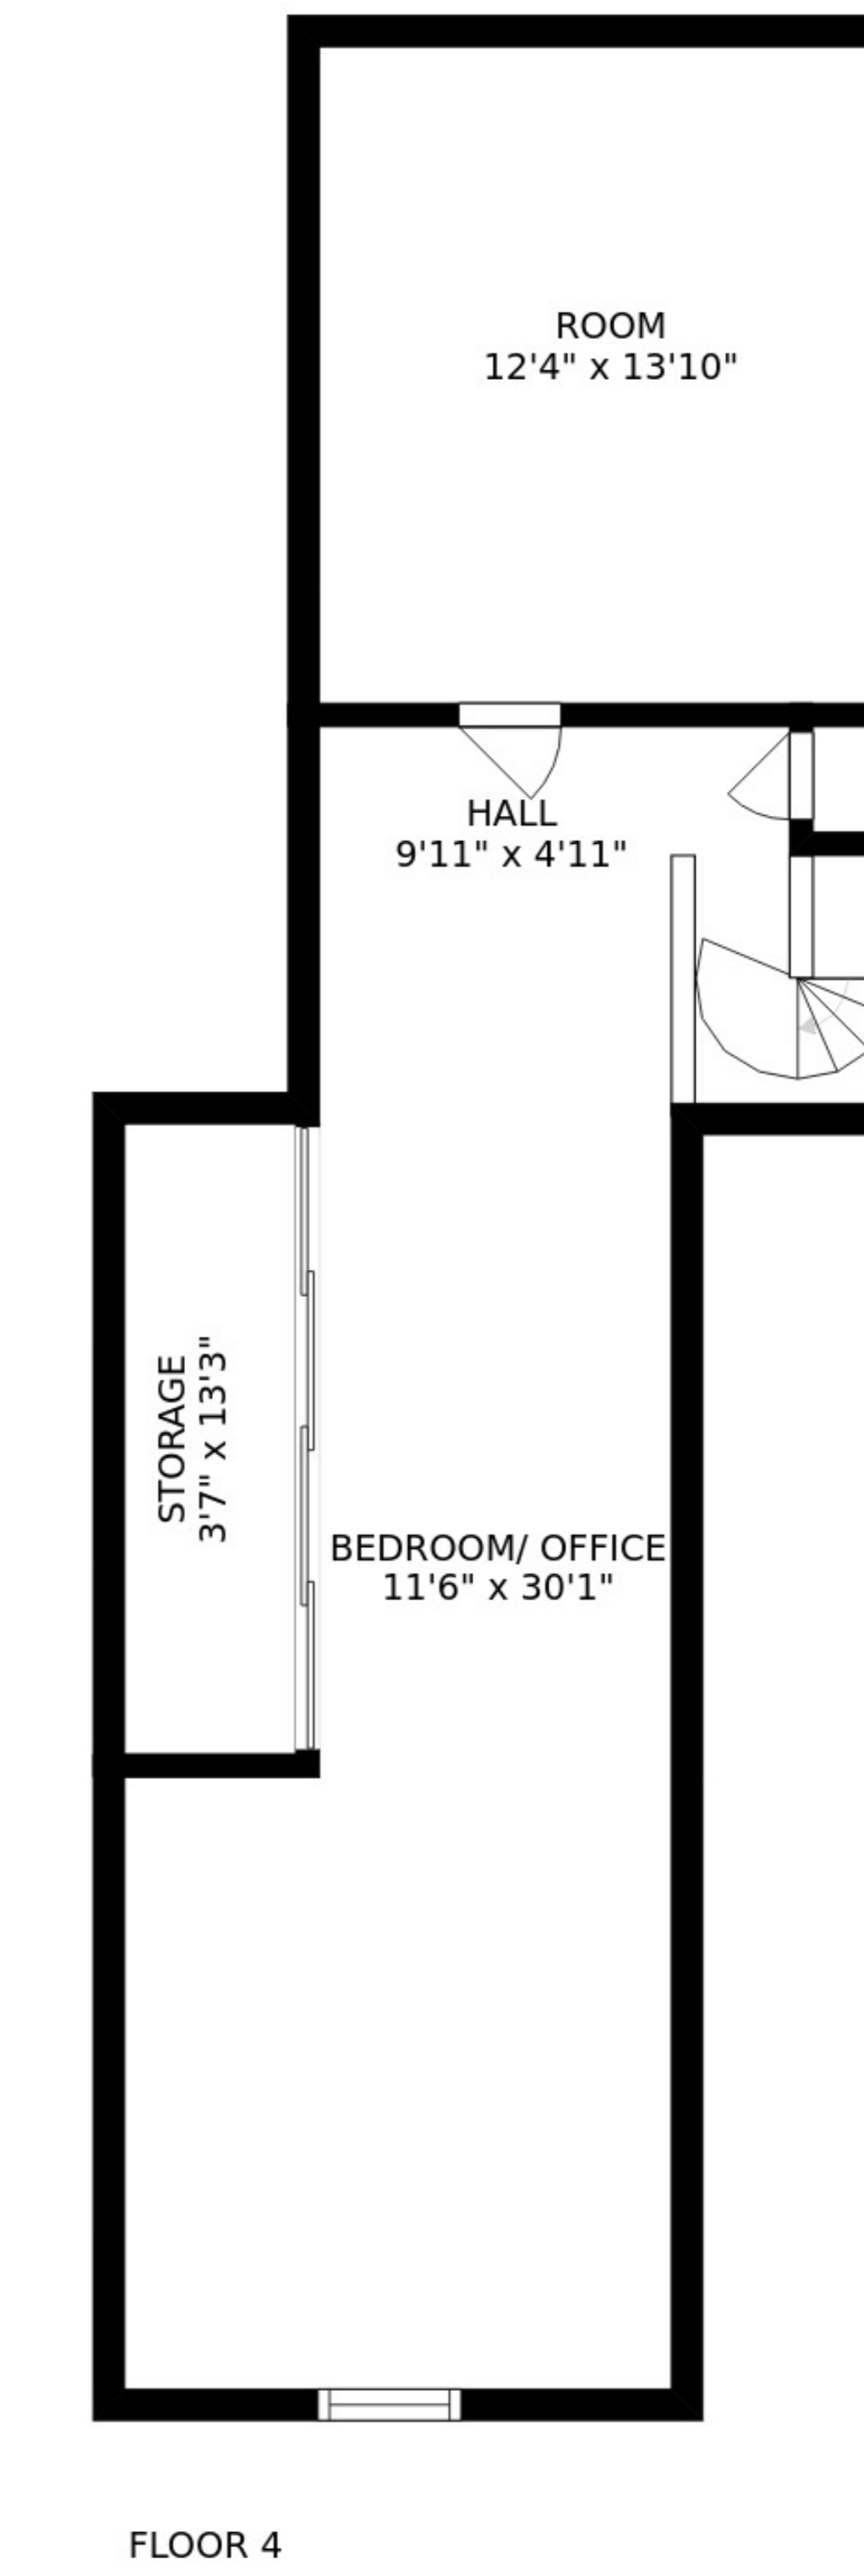 ROOM
12'4" x 13'10"
HALL
9'11" x 4'11"
STORAGE
3'7" x 13'3"
BEDROOM/ OFFICE
11'6" x 30'1"
FLOOR 4